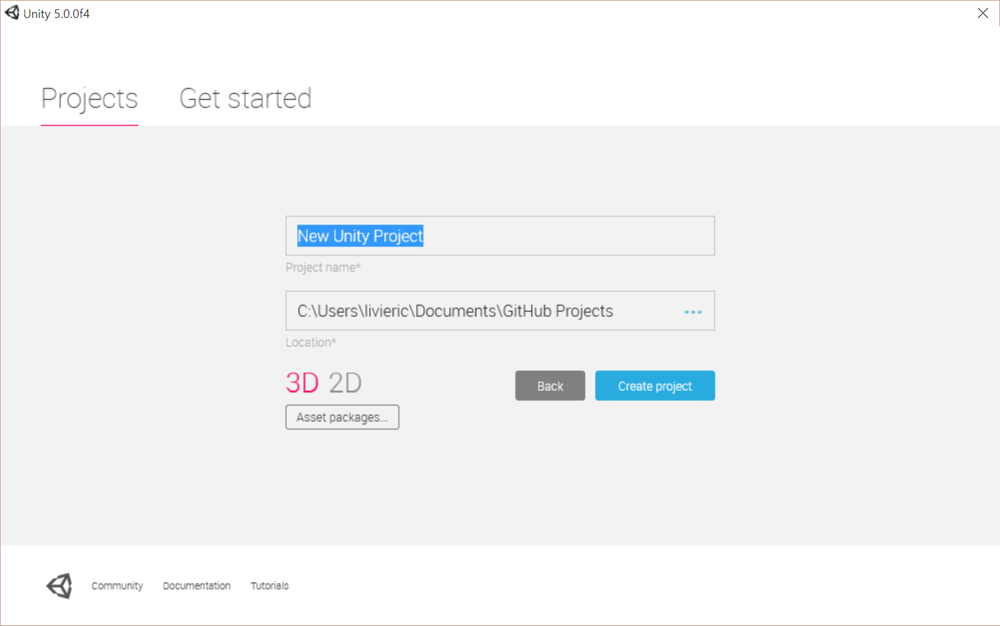 Unity 5.0.0f4
Projects Get started
New Unity Project
Project name*
C:\Users\livieric\Documents\GitHub Projects
Location*
3D 2D Back Create project
Asset packages...
Community Documentation Tutorials